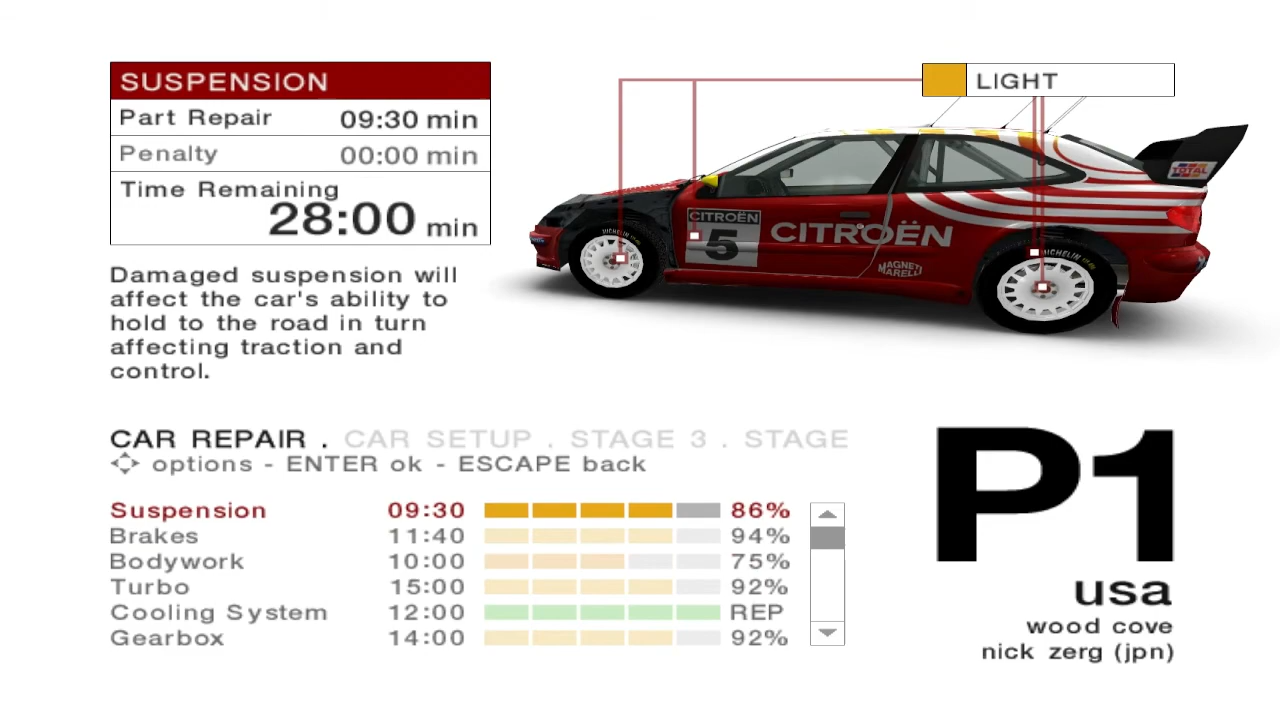 SUSPENSION
Part Repair 09:30 min
Penalty 00:00 min
Time Remaining
28:00 min
Damaged suspension will
affect the car's ability to
hold to the road in turn
affecting traction and
control.
LIGHT
TOTAL
CITROËN
5
CITROËN
MAGNETI
MARELLI
MICHELIN
MICHELIN
CAR REPAIR . CAR SETUP . STAGE 3 . STAGE
options - ENTER ok - ESCAPE back
Suspension 09:30 86%
Brakes 11:40 94%
Bodywork 10:00 75%
Turbo 15:00 92%
Cooling System 12:00 REP
Gearbox 14:00 92%
P1
usa
wood cove
nick zerg (jpn)